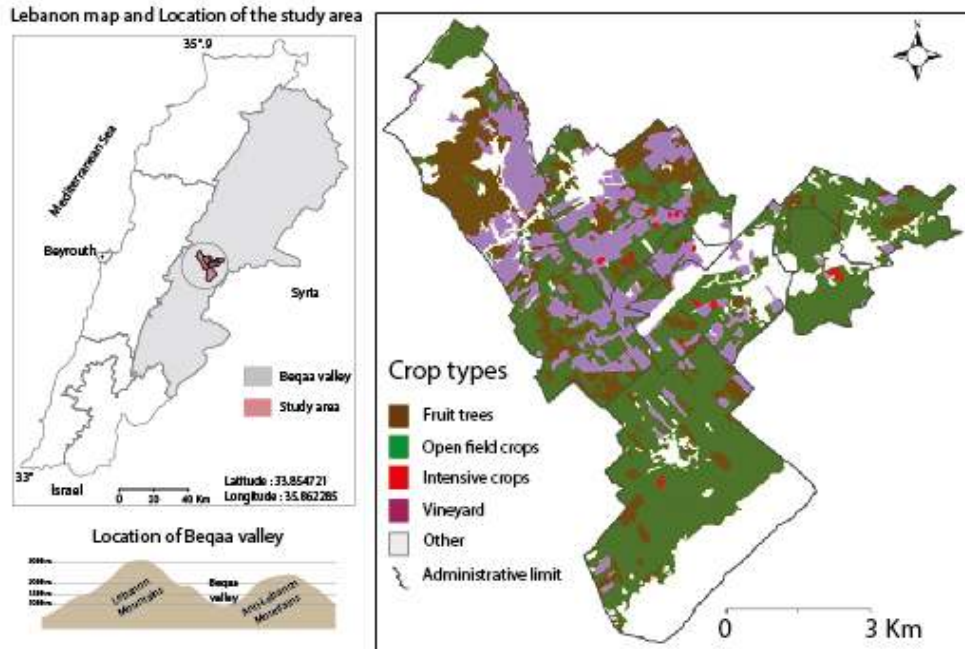 Lebanon map and Location of the study area
35°.9
Mediterranean Sea
Beyrouth
Syria
Beqaa valley
Study area
33°
Israel
0 20 40 Km
Latitude : 33.854721
Longitude : 35.862285
Location of Beqaa valley
Lebanon
Mountains
Beqaa
valley
Anti-Lebanon
Mountains
N
Crop types
Fruit trees
Open field crops
Intensive crops
Vineyard
Other
Administrative limit
0 3 Km